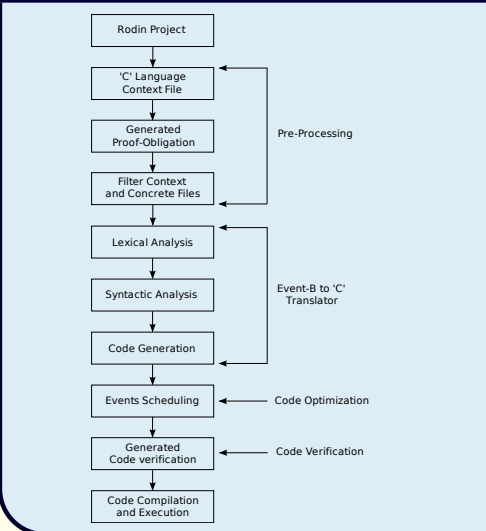 Rodin Project
'C' Language
Context File
Generated
Proof-Obligation
Pre-Processing
Filter Context
and Concrete Files
Lexical Analysis
Syntactic Analysis
Event-B to 'C'
Translator
Code Generation
Events Scheduling
Code Optimization
Generated
Code verification
Code Verification
Code Compilation
and Execution